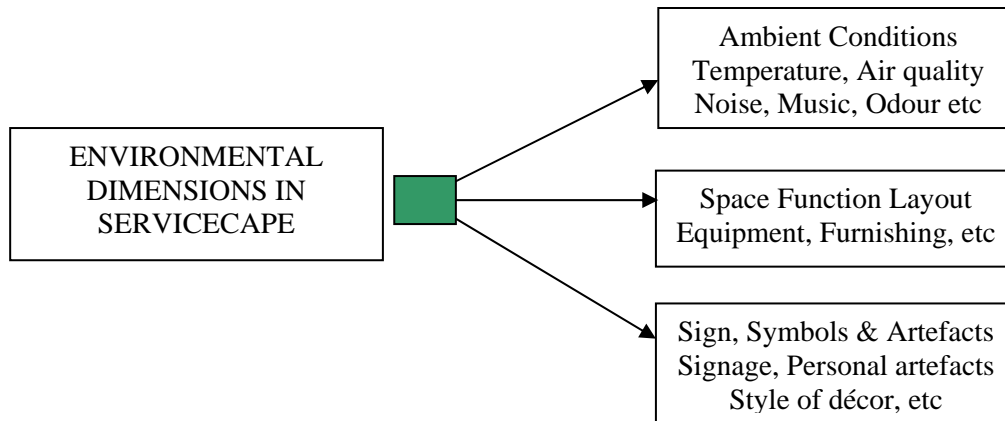 ENVIRONMENTAL
DIMENSIONS IN
SERVICECAPE
Ambient Conditions
Temperature, Air quality
Noise, Music, Odour etc
Space Function Layout
Equipment, Furnishing, etc
Sign, Symbols & Artefacts
Signage, Personal artefacts
Style of décor, etc